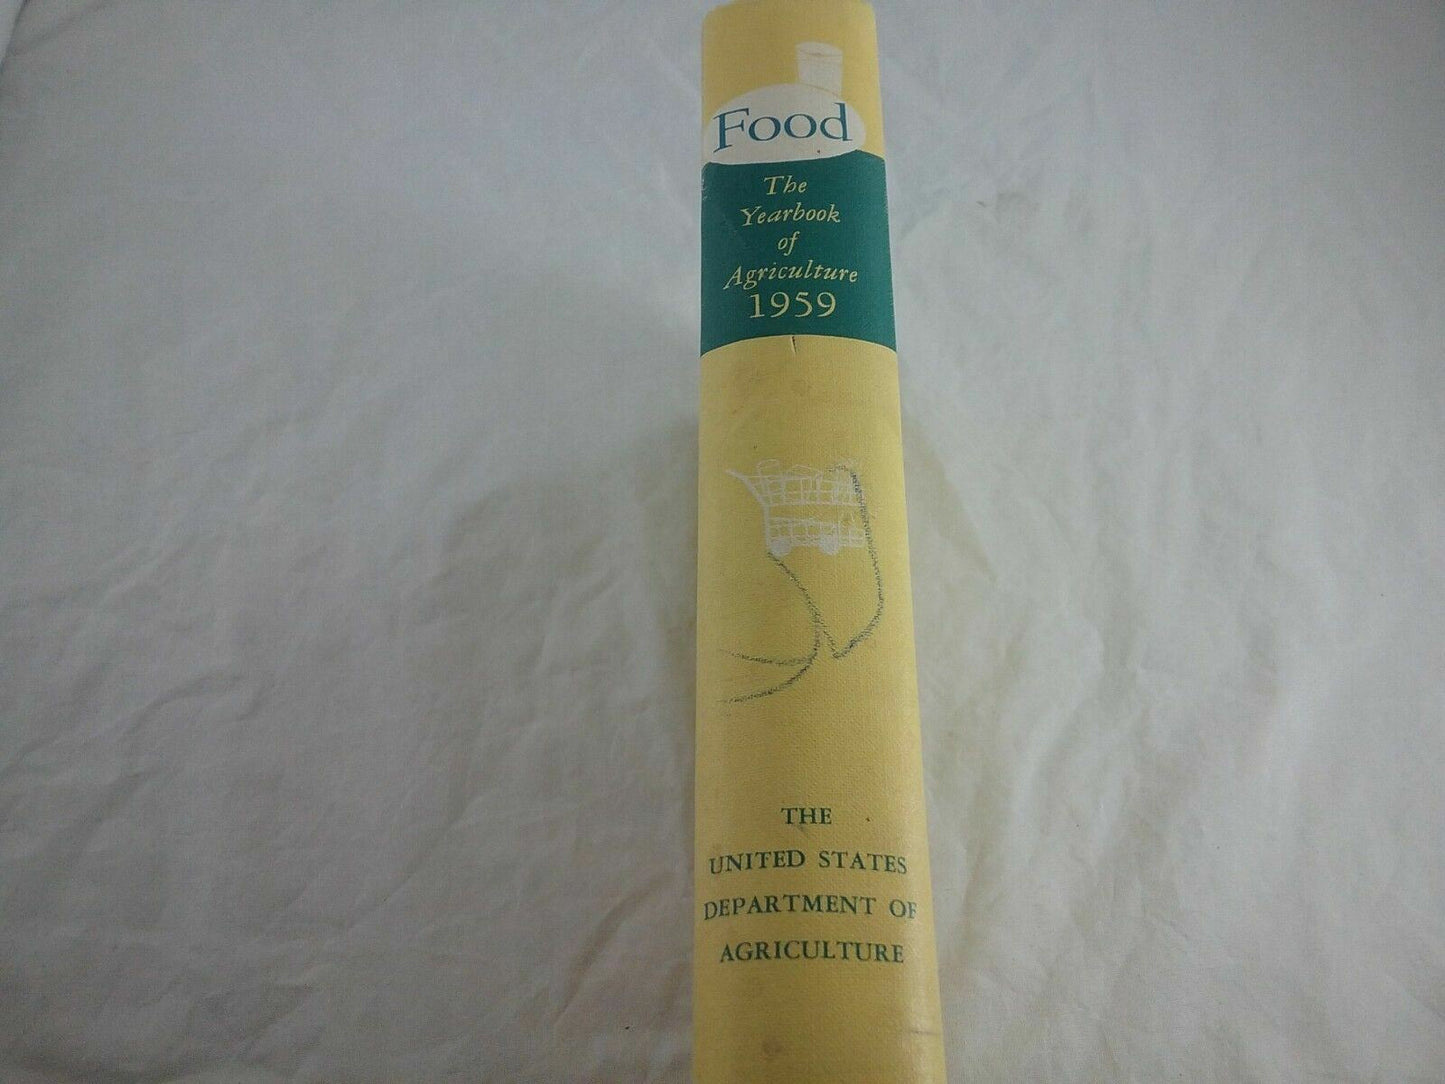 Food
The
Yearbook
of
Agriculture
1959
THE
UNITED STATES
DEPARTMENT OF
AGRICULTURE